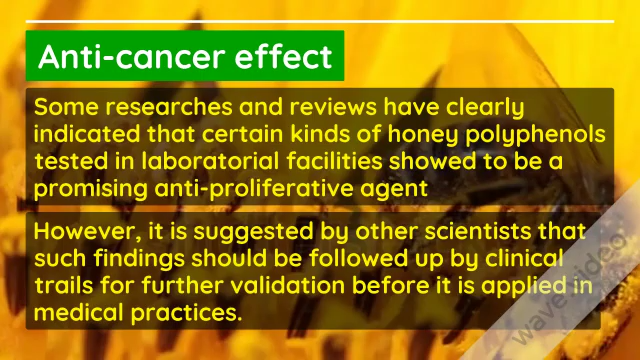 Anti-cancer effect
Some researches and reviews have clearly
indicated that certain kinds of honey polyphenols
tested in laboratorial facilities showed to be a
promising anti-proliferative agent
However, it is suggested by other scientists that
such findings should be followed up by clinical
trails for further validation before it is applied in
medical practices.
wave.video